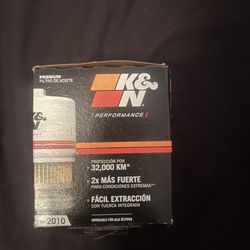 PREMIUM
FILTRO DE ACEITE
K&N
/PERFORMANCE/
PROTECCIÓN POR
32,000 KM*
2x MÁS FUERTE
PARA CONDICIONES EXTREMAS**
FÁCIL EXTRACCIÓN
CON TUERCA INTEGRADA
2010